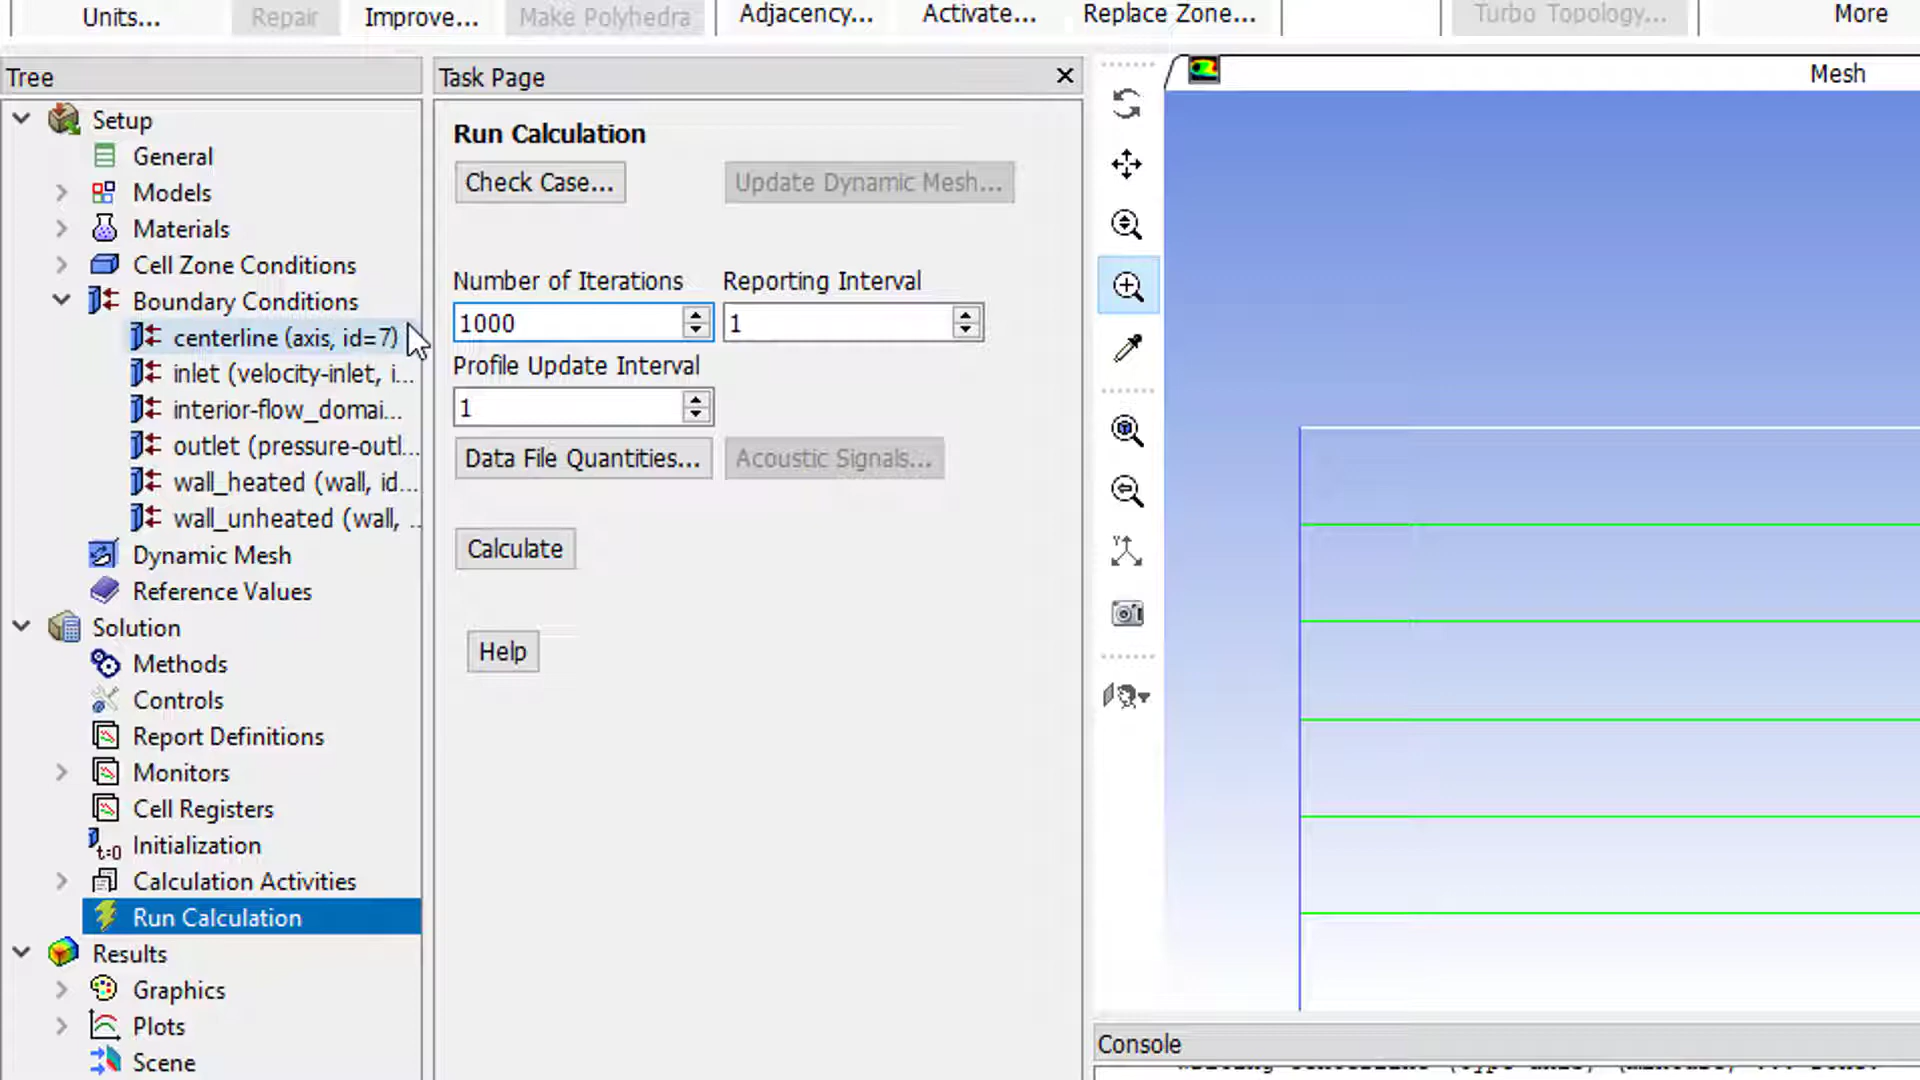 Units...
Repair
Improve...
Make Polyhedra
Adjacency...
Activate...
Replace Zone...
Turbo Topology...
More
Tree
Setup
General
Models
Materials
Cell Zone Conditions
Boundary Conditions
centerline (axis, id=7)
inlet (velocity-inlet, i...
interior-flow_domai...
outlet (pressure-outl...
wall_heated (wall, id...
wall_unheated (wall, ...
Dynamic Mesh
Reference Values
Solution
Methods
Controls
Report Definitions
Monitors
Cell Registers
t=0 Initialization
Calculation Activities
Run Calculation
Results
Graphics
Plots
Scene
Task Page
Run Calculation
Check Case...
Update Dynamic Mesh...
Number of Iterations
Reporting Interval
1000
1
Profile Update Interval
1
Data File Quantities...
Acoustic Signals...
Calculate
Help
Mesh
Console